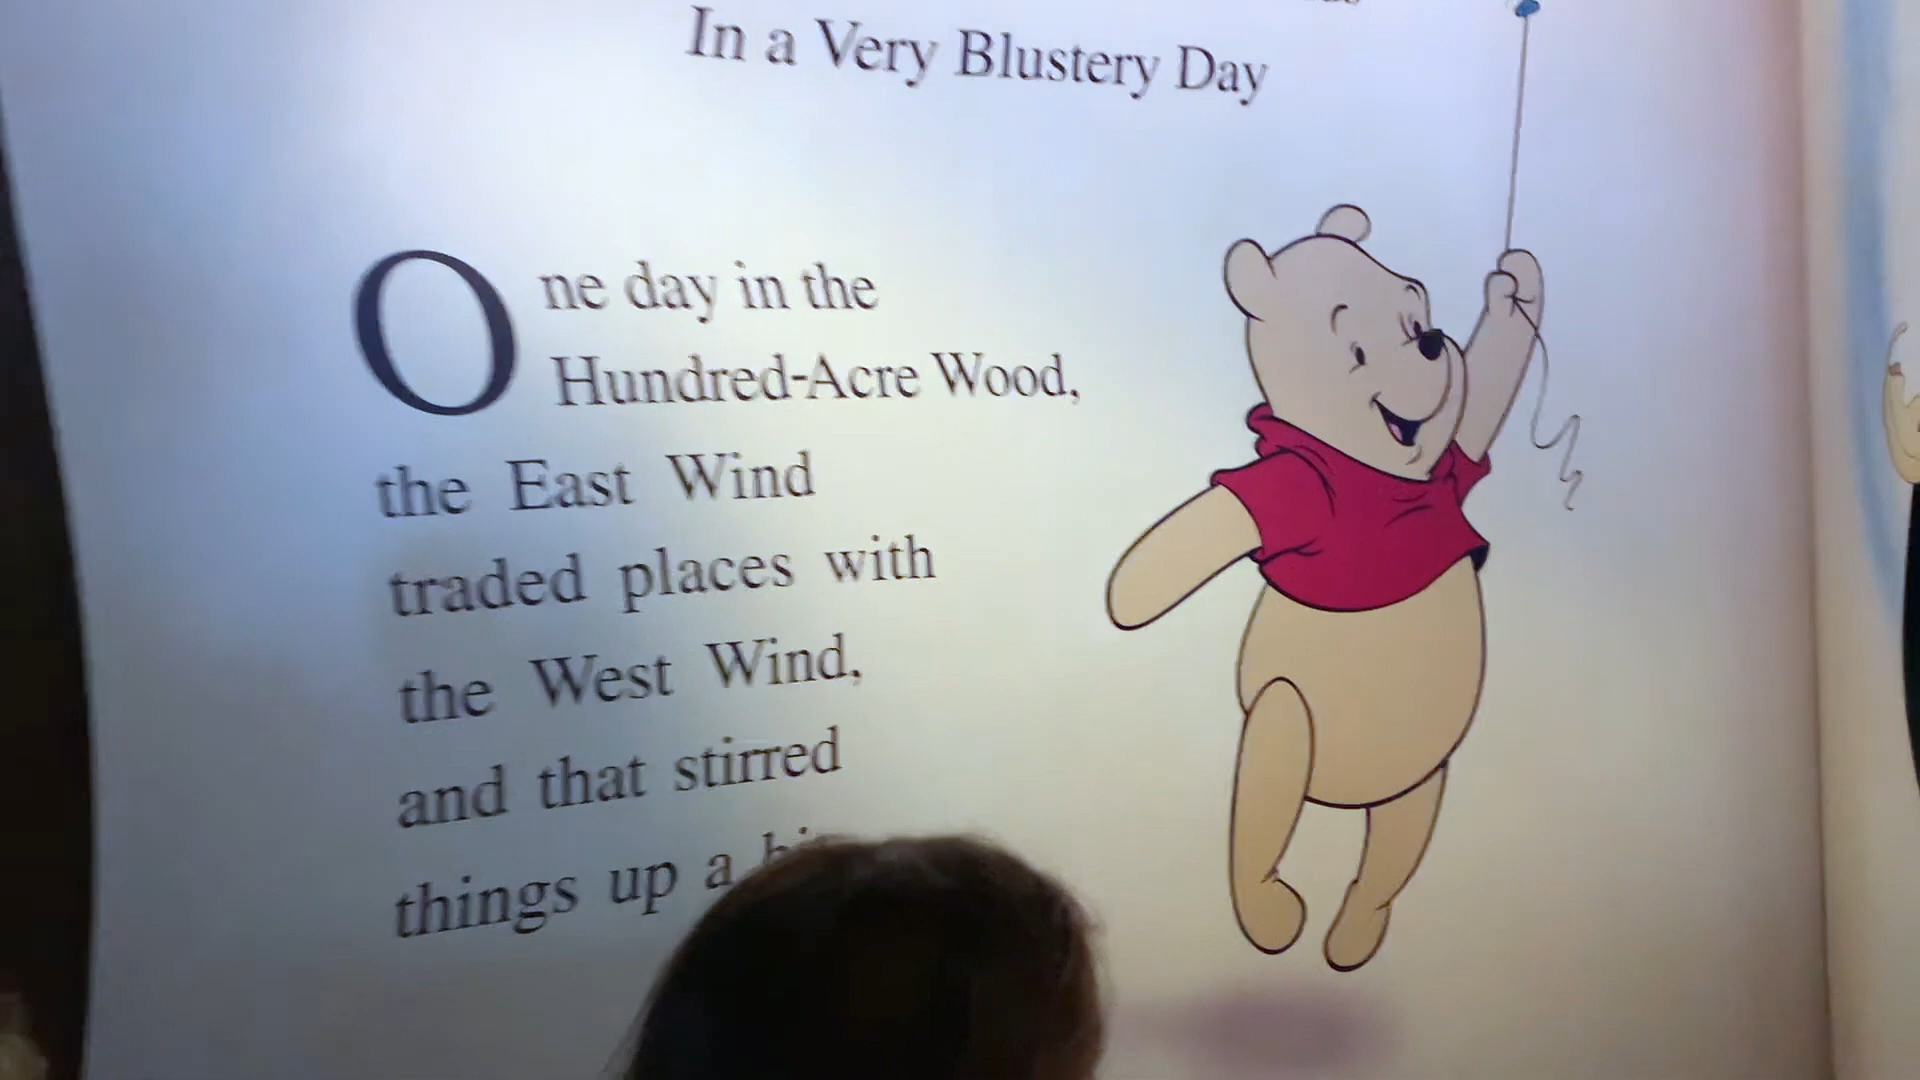 In a Very Blustery Day
One day in the
Hundred-Acre Wood,
the East Wind
traded places with
the West Wind,
and that stirred
things up a